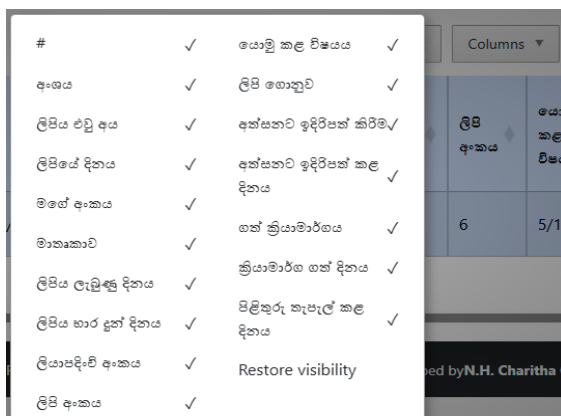 #
අංශය
ලිපිය එවූ අය
ලිපියේ දිනය
මගේ අංකය
මාතෘකාව
ලිපිය ලැබුණු දිනය
ලිපිය භාර දුන් දිනය
ලියාපදිංචි අංකය
ලිපි අංකය
යොමු කළ විෂයය
ලිපි ගොනුව
අත්සනට ඉදිරිපත් කිරීම
අත්සනට ඉදිරිපත් කළ
දිනය
ගත් ක්‍රියාමාර්ගය
ක්‍රියාමාර්ග ගත් දිනය
පිළිතුරු තැපැල් කළ
දිනය
Restore visibility
Columns ▼
ලිපි
අංකය
කළ
6
5/1
by N.H. Charitha